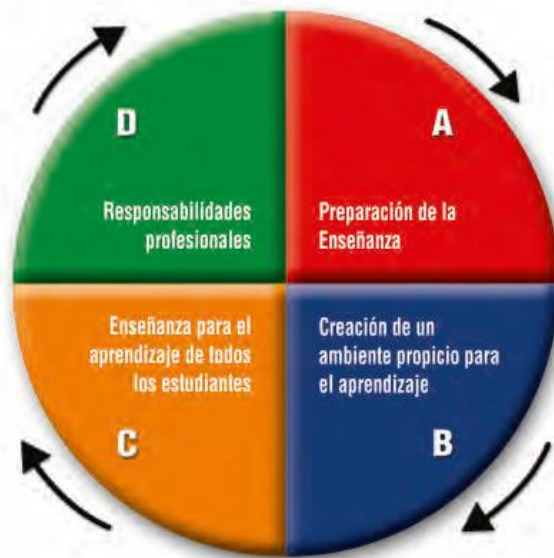 D
Responsabilidades
profesionales
A
Preparación de la
Enseñanza
Enseñanza para el
aprendizaje de todos
los estudiantes
C
Creación de un
ambiente propicio para
el aprendizaje
B